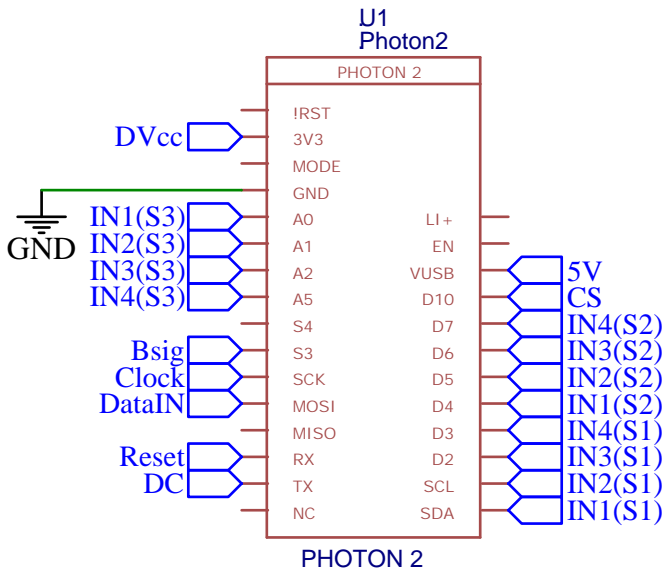 U1
Photon2
PHOTON 2
!RST
DVcc 3V3
MODE
GND
GND
IN1(S3) A0 LI+
IN2(S3) A1 EN
IN3(S3) A2 VUSB 5V
IN4(S3) A5 D10 CS
S4 D7 IN4(S2)
Bsig S3 D6 IN3(S2)
Clock SCK D5 IN2(S2)
DataIN MOSI D4 IN1(S2)
MISO D3 IN4(S1)
Reset RX D2 IN3(S1)
DC TX SCL IN2(S1)
NC SDA IN1(S1)
PHOTON 2